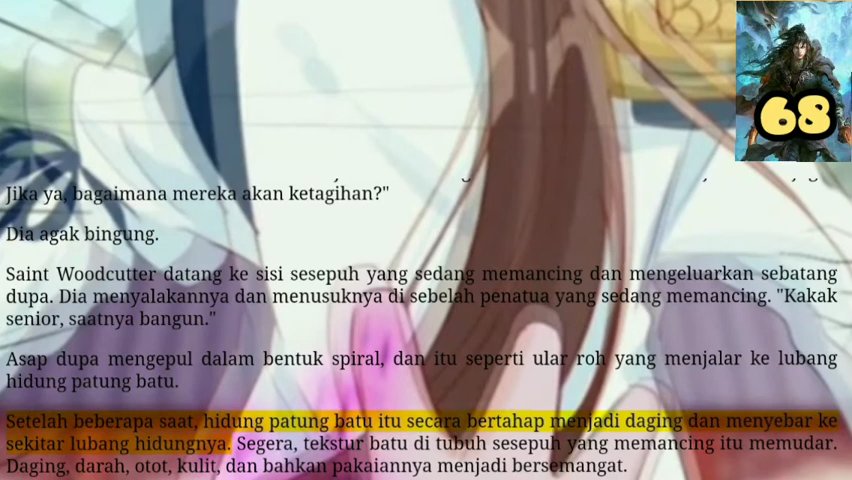 68
Jika ya, bagaimana mereka akan ketagihan?"
Dia agak bingung.
Saint Woodcutter datang ke sisi sesepuh yang sedang memancing dan mengeluarkan sebatang
dupa. Dia menyalakannya dan menusuknya di sebelah penatua yang sedang memancing. "Kakak
senior, saatnya bangun."
Asap dupa mengepul dalam bentuk spiral, dan itu seperti ular roh yang menjalar ke lubang
hidung patung batu.
Setelah beberapa saat, hidung patung batu itu secara bertahap menjadi daging dan menyebar ke
sekitar lubang hidungnya. Segera, tekstur batu di tubuh sesepuh yang memancing itu memudar.
Daging, darah, otot, kulit, dan bahkan pakaiannya menjadi bersemangat.